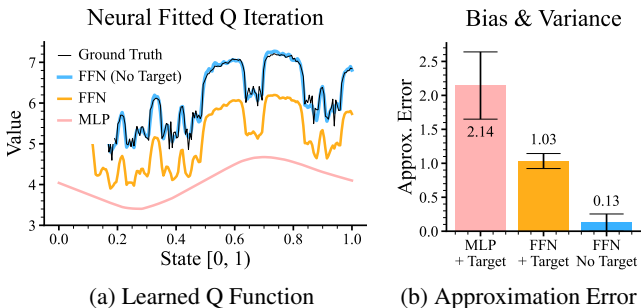 Neural Fitted Q Iteration
Value
7
6
5
4
3
Ground Truth
FFN (No Target)
FFN
MLP
0.0
0.2
0.4
0.6
0.8
1.0
State [0, 1)
(a) Learned Q Function
Bias & Variance
Approx. Error
2.5
2.0
1.5
1.0
0.5
0.0
2.14
1.03
0.13
MLP
+ Target
FFN
+ Target
FFN
No Target
(b) Approximation Error